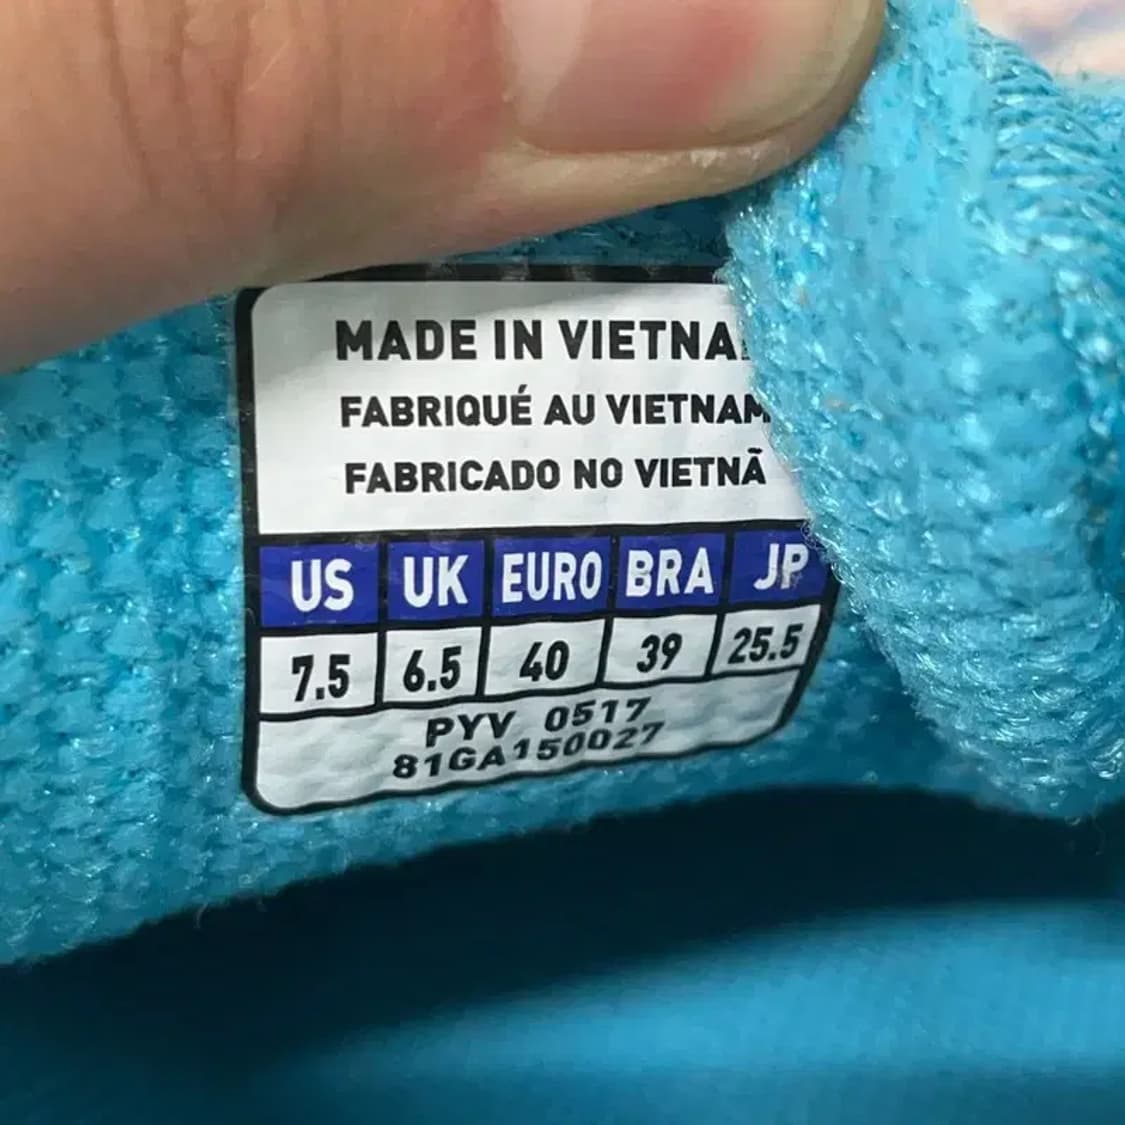 MADE IN VIETNA
FABRIQUÉ AU VIETNAM
FABRICADO NO VIETNÃ
US UK EURO BRA JP
7.5 6.5 40 39 25.5
PYV 0517
81GA150027